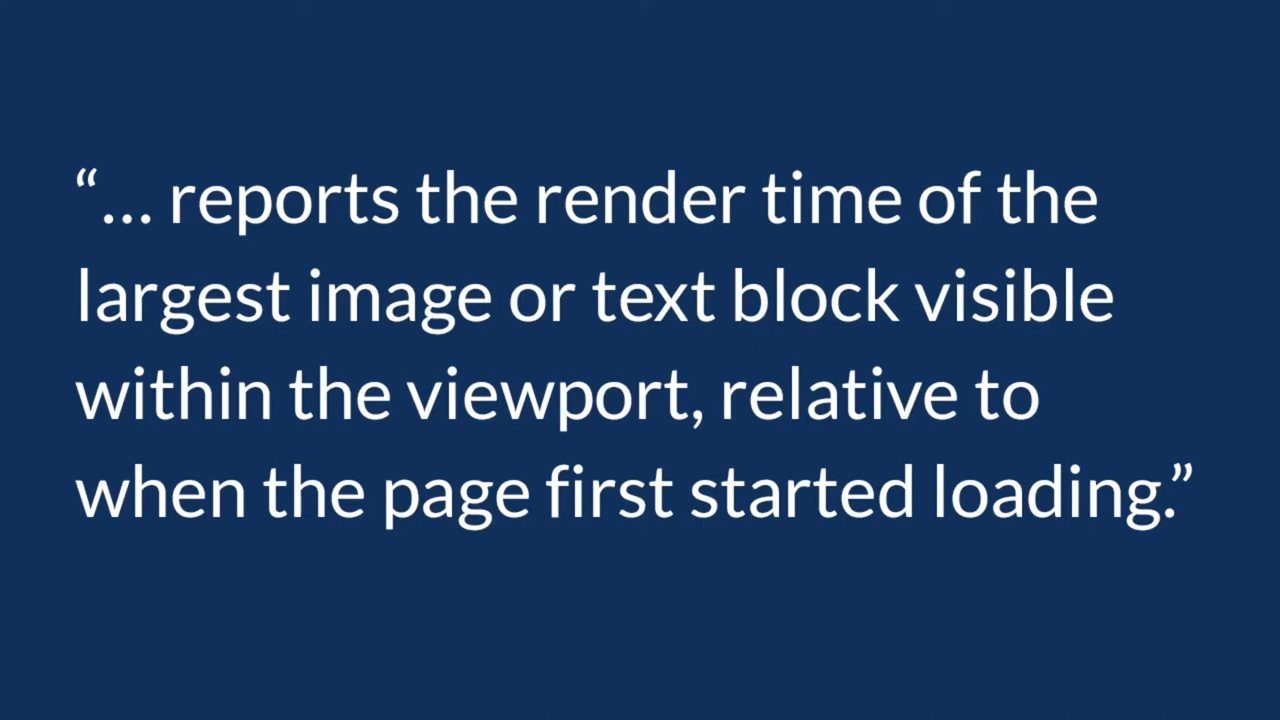 “… reports the render time of the
largest image or text block visible
within the viewport, relative to
when the page first started loading.”